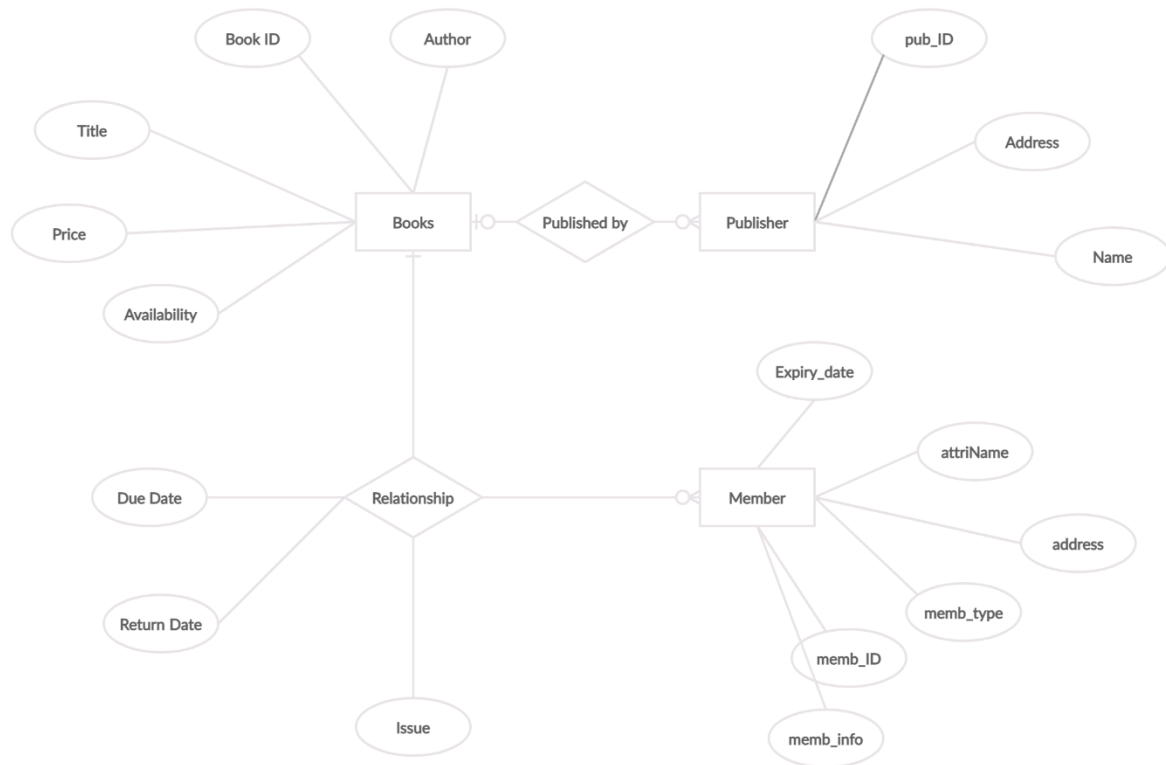 Book ID
Author
pub_ID
Title
Address
Price
Books
Published by
Publisher
Name
Availability
Expiry_date
attriName
Due Date
Relationship
Member
address
Return Date
memb_type
memb_ID
Issue
memb_info